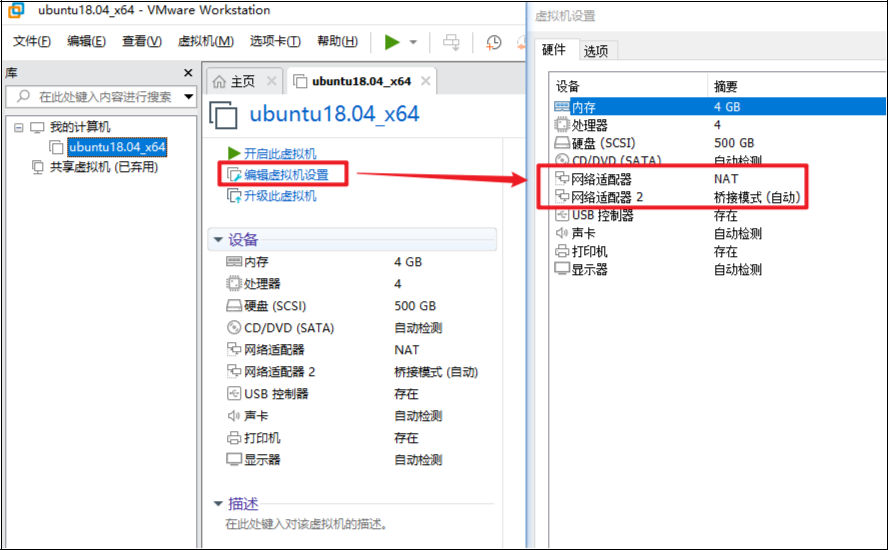 ubuntu18.04_x64 - VMware Workstation
文件(F) 编辑(E) 查看(V) 虚拟机(M) 选项卡(T) 帮助(H)
库
在此处键入内容进行搜索
我的计算机
ubuntu18.04_x64
共享虚拟机 (已弃用)
主页 ubuntu18.04_x64
ubuntu18.04_x64
开启此虚拟机
编辑虚拟机设置
升级此虚拟机
设备
内存 4 GB
处理器 4
硬盘 (SCSI) 500 GB
CD/DVD (SATA) 自动检测
网络适配器 NAT
网络适配器 2 桥接模式 (自动)
USB 控制器 存在
声卡 自动检测
打印机 存在
显示器 自动检测
描述
在此处键入对该虚拟机的描述。
虚拟机设置
硬件 选项
设备 摘要
内存 4 GB
处理器 4
硬盘 (SCSI) 500 GB
CD/DVD (SATA) 自动检测
网络适配器 NAT
网络适配器 2 桥接模式 (自动)
USB 控制器 存在
声卡 自动检测
打印机 存在
显示器 自动检测